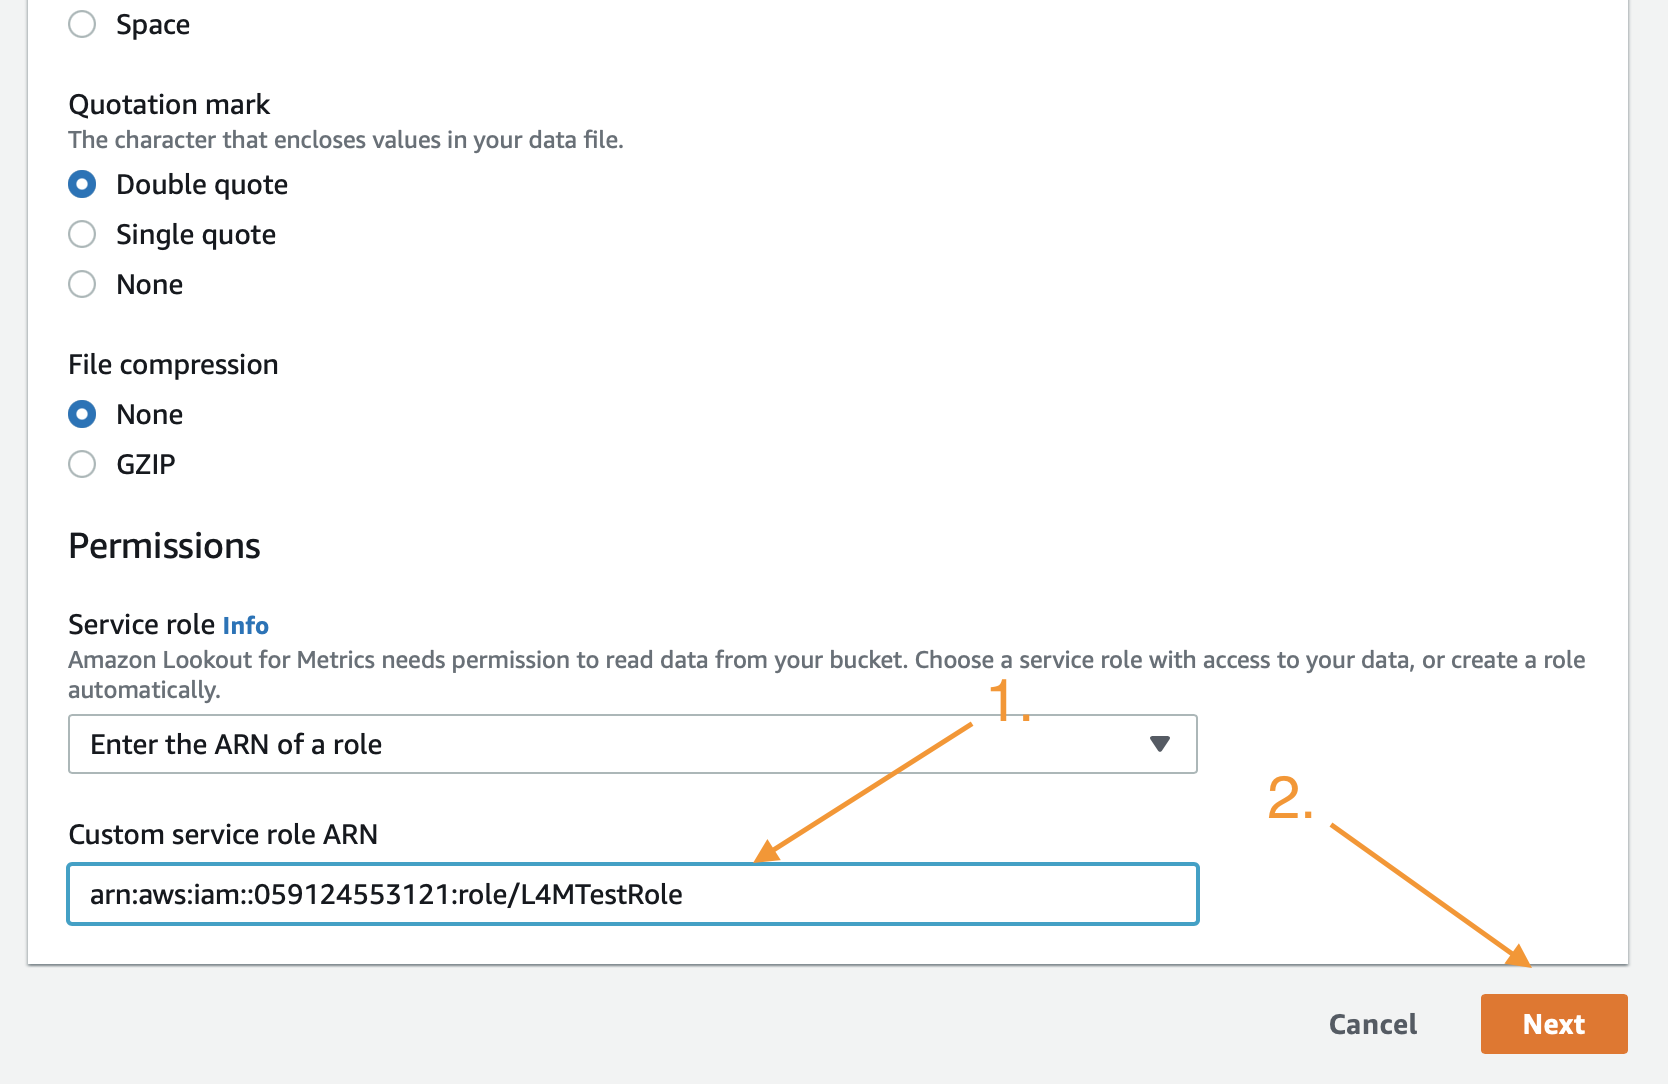 Space
Quotation mark
The character that encloses values in your data file.
Double quote
Single quote
None
File compression
None
GZIP
Permissions
Service role Info
Amazon Lookout for Metrics needs permission to read data from your bucket. Choose a service role with access to your data, or create a role
automatically.
1.
Enter the ARN of a role
2.
Custom service role ARN
arn:aws:iam::059124553121:role/L4MTestRole
Cancel
Next